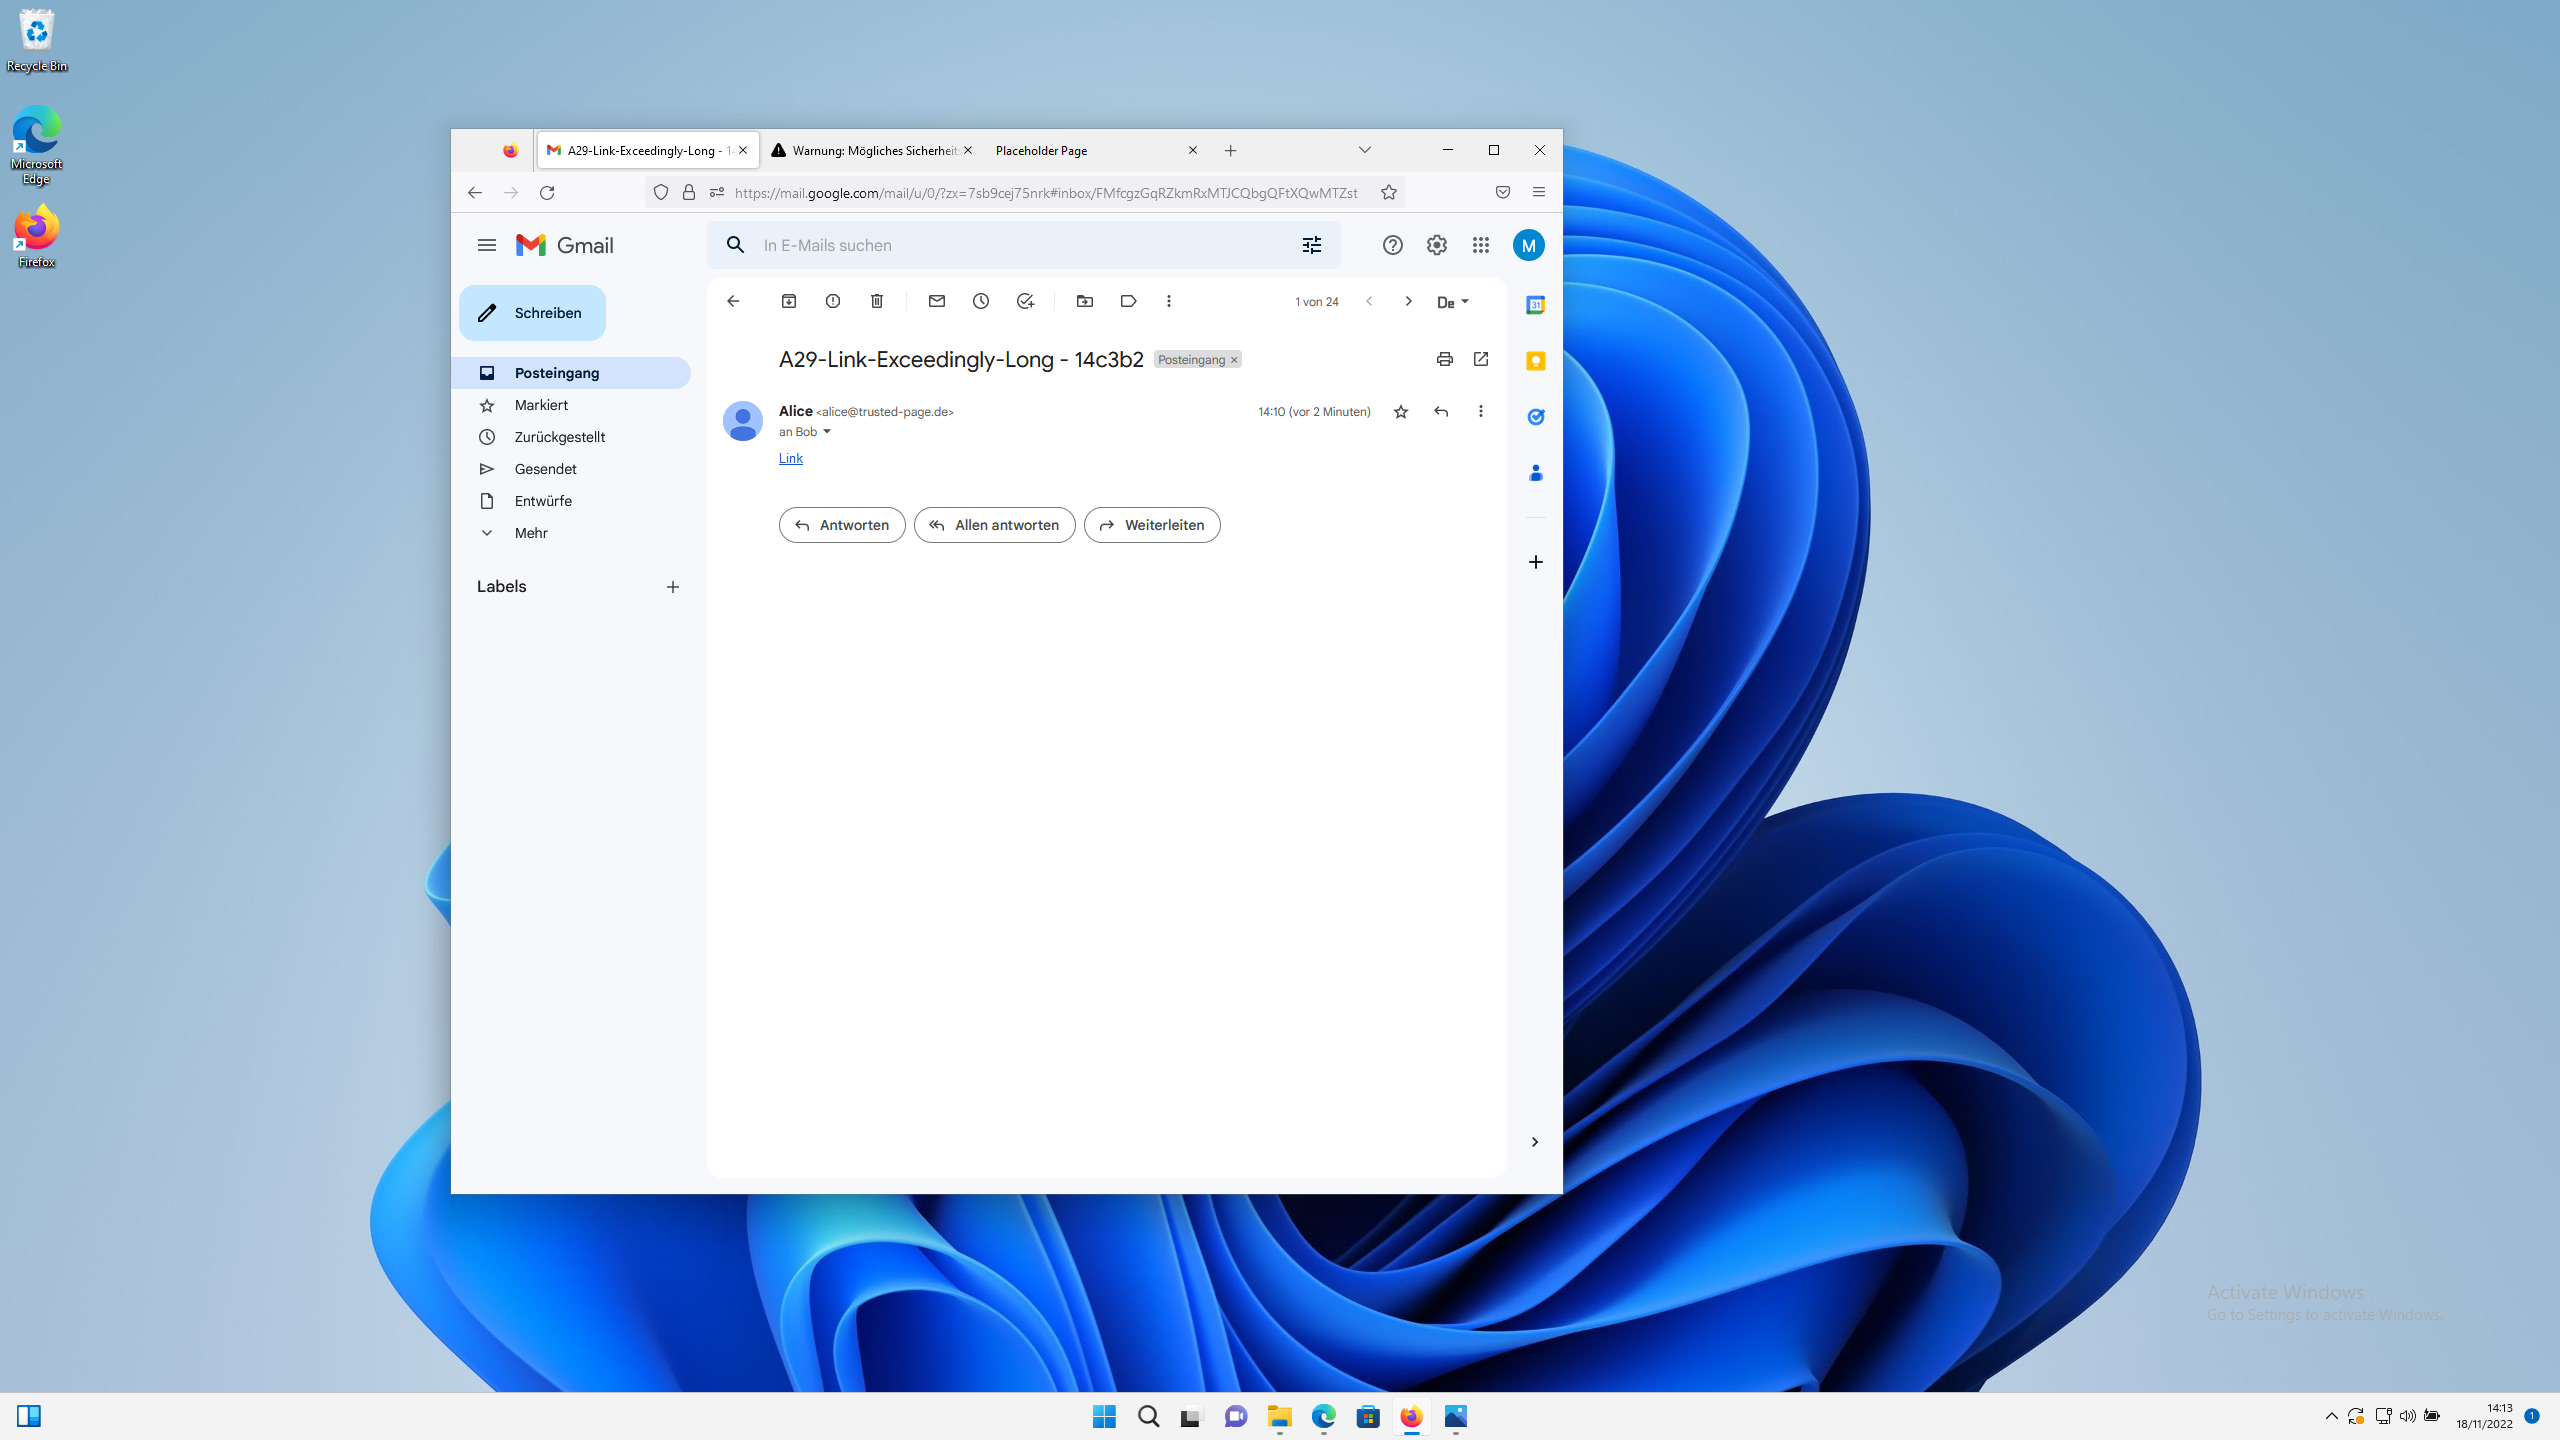 Recycle Bin
Microsoft
Edge
Firefox
A29-Link-Exceedingly-Long - 14
Warnung: Mögliches Sicherheits
Placeholder Page
https://mail.google.com/mail/u/0/?zx=7sb9cej75nrk#inbox/FMfcgzGqRZkmRxMTJCQbgQFtXQwMTZst
Gmail
In E-Mails suchen
M
Schreiben
Posteingang
Markiert
Zurückgestellt
Gesendet
Entwürfe
Mehr
Labels
1 von 24
De
31
A29-Link-Exceedingly-Long - 14c3b2
Posteingang
Alice <alice@trusted-page.de>
14:10 (vor 2 Minuten)
an Bob
Link
Antworten
Allen antworten
Weiterleiten
Activate Windows
Go to Settings to activate Windows.
14:13
18/11/2022
1